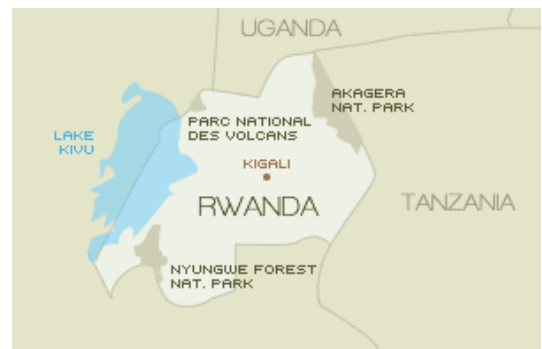 UGANDA
AKAGERA
NAT. PARK
PARC NATIONAL
DES VOLCANS
LAKE
KIVU
KIGALI
RWANDA
TANZANIA
NYUNGWE FOREST
NAT. PARK